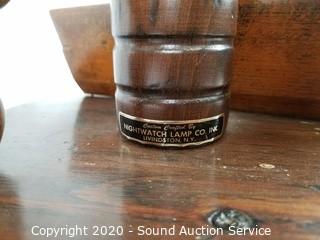 Custom Crafted By
NIGHTWATCH LAMP CO. INC
LIVINGSTON, N.Y.
Copyright © 2020 - Sound Auction Service